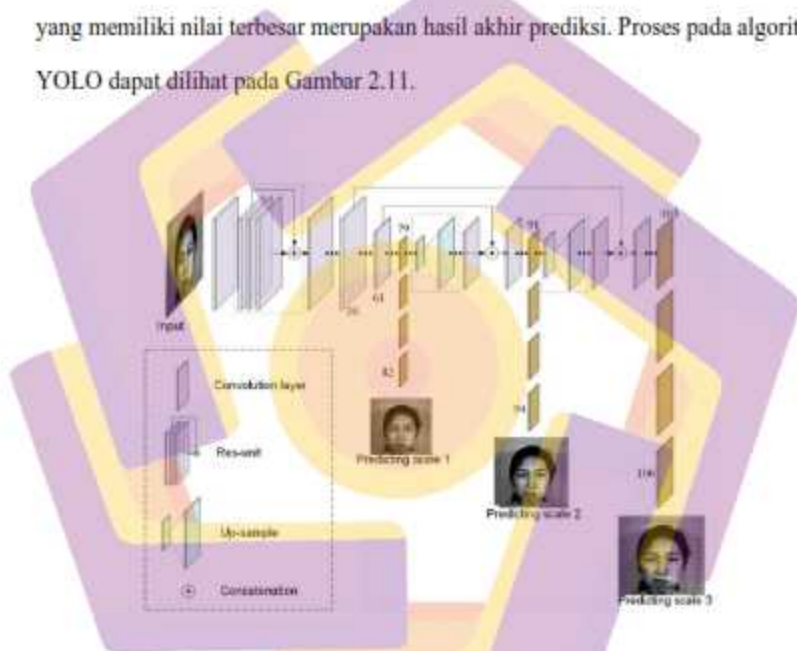 yang memiliki nilai terbesar merupakan hasil akhir prediksi. Proses pada algorit
YOLO dapat dilihat pada Gambar 2.11.
79
91
61
36
Input
82
Convolution layer
94
Res-unit
106
Predicting scale 1
Predicting scale 2
Up-sample
Concatenation
Predicting scale 3